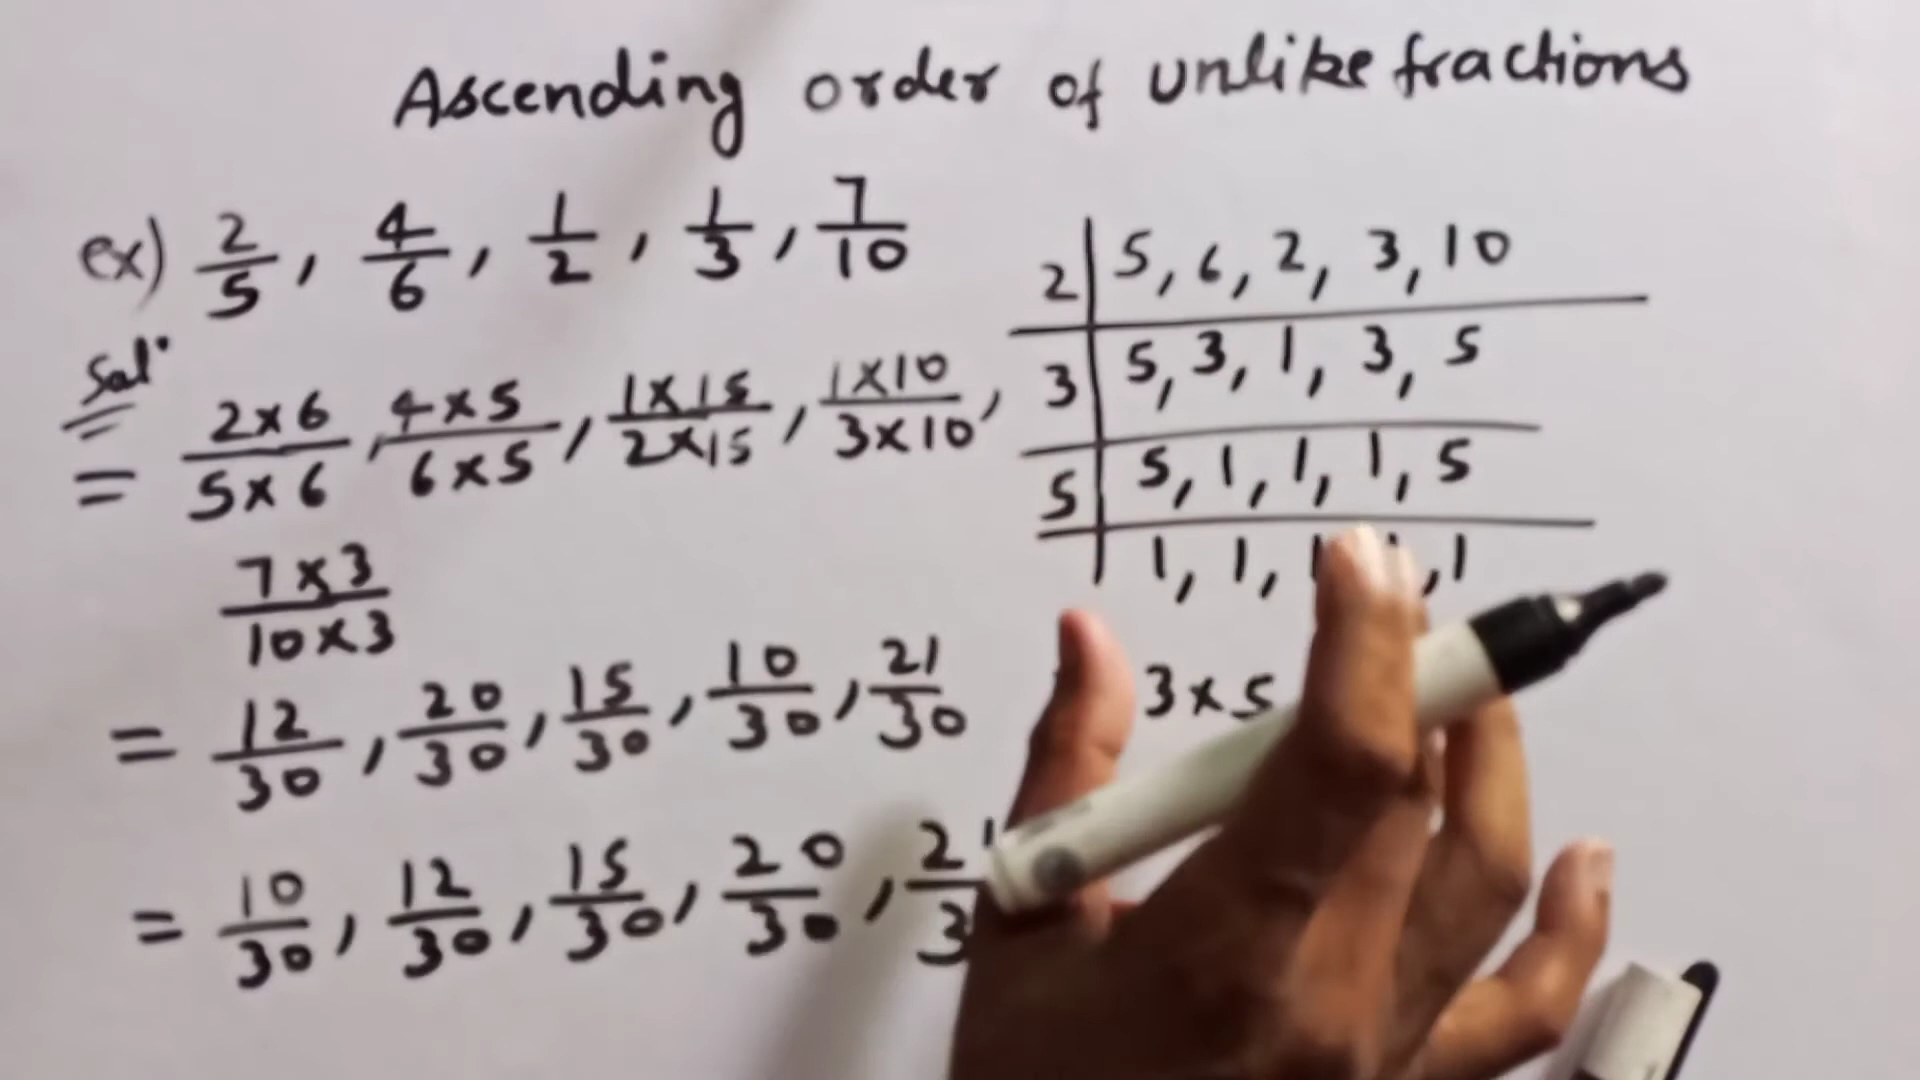 Ascending order of unlike fractions
ex) 2/5, 4/6, 1/2, 1/3, 7/10
Sol.
= 2×6/5×6, 4×5/6×5, 1×15/2×15, 1×10/3×10,
7×3/10×3
= 12/30, 20/30, 15/30, 10/30, 21/30
= 10/30, 12/30, 15/30, 20/30,
2 | 5, 6, 2, 3, 10
3 | 5, 3, 1, 3, 5
5 | 5, 1, 1, 1, 5
1, 1, 1, , 1
3×5